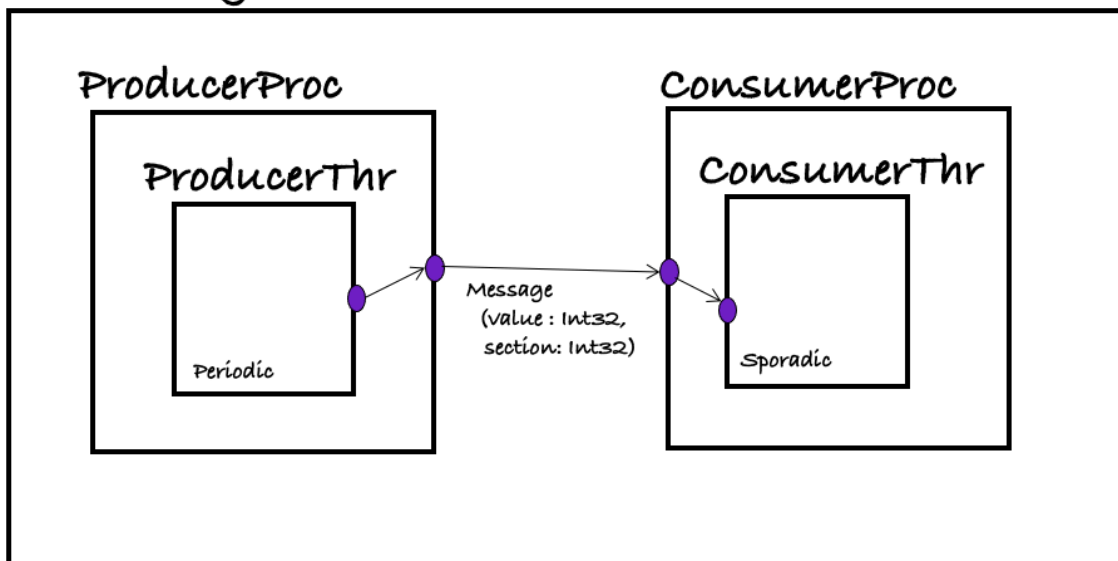 ProducerProc
ConsumerProc
ProducerThr
ConsumerThr
Message
(value : Int32,
section: Int32)
Periodic
Sporadic